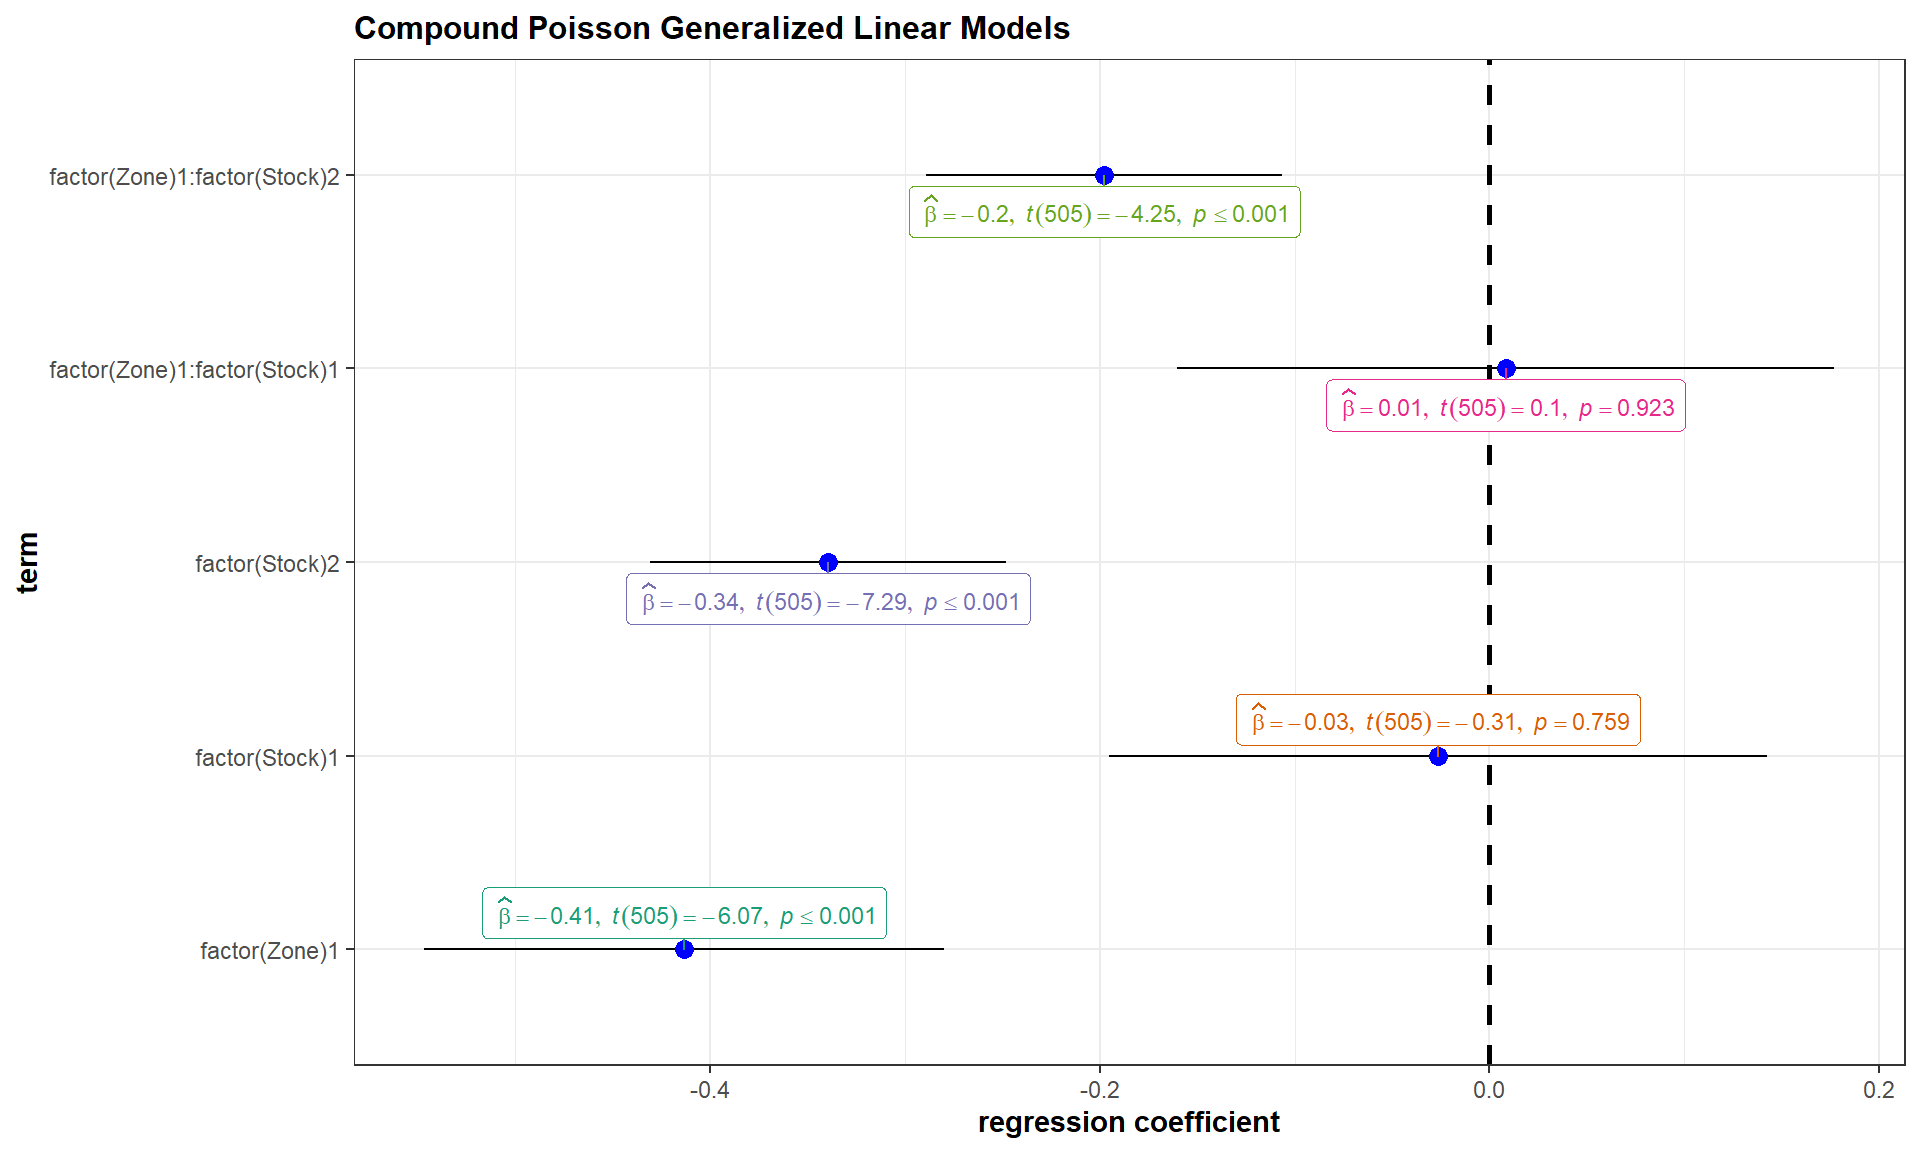 Compound Poisson Generalized Linear Models
factor(Zone)1:factor(Stock)2
β̂ = −0.2, t(505) = −4.25, p ≤ 0.001
factor(Zone)1:factor(Stock)1
β̂ = 0.01, t(505) = 0.1, p = 0.923
term
factor(Stock)2
β̂ = −0.34, t(505) = −7.29, p ≤ 0.001
β̂ = −0.03, t(505) = −0.31, p = 0.759
factor(Stock)1
β̂ = −0.41, t(505) = −6.07, p ≤ 0.001
factor(Zone)1
-0.4 -0.2 0.0 0.2
regression coefficient